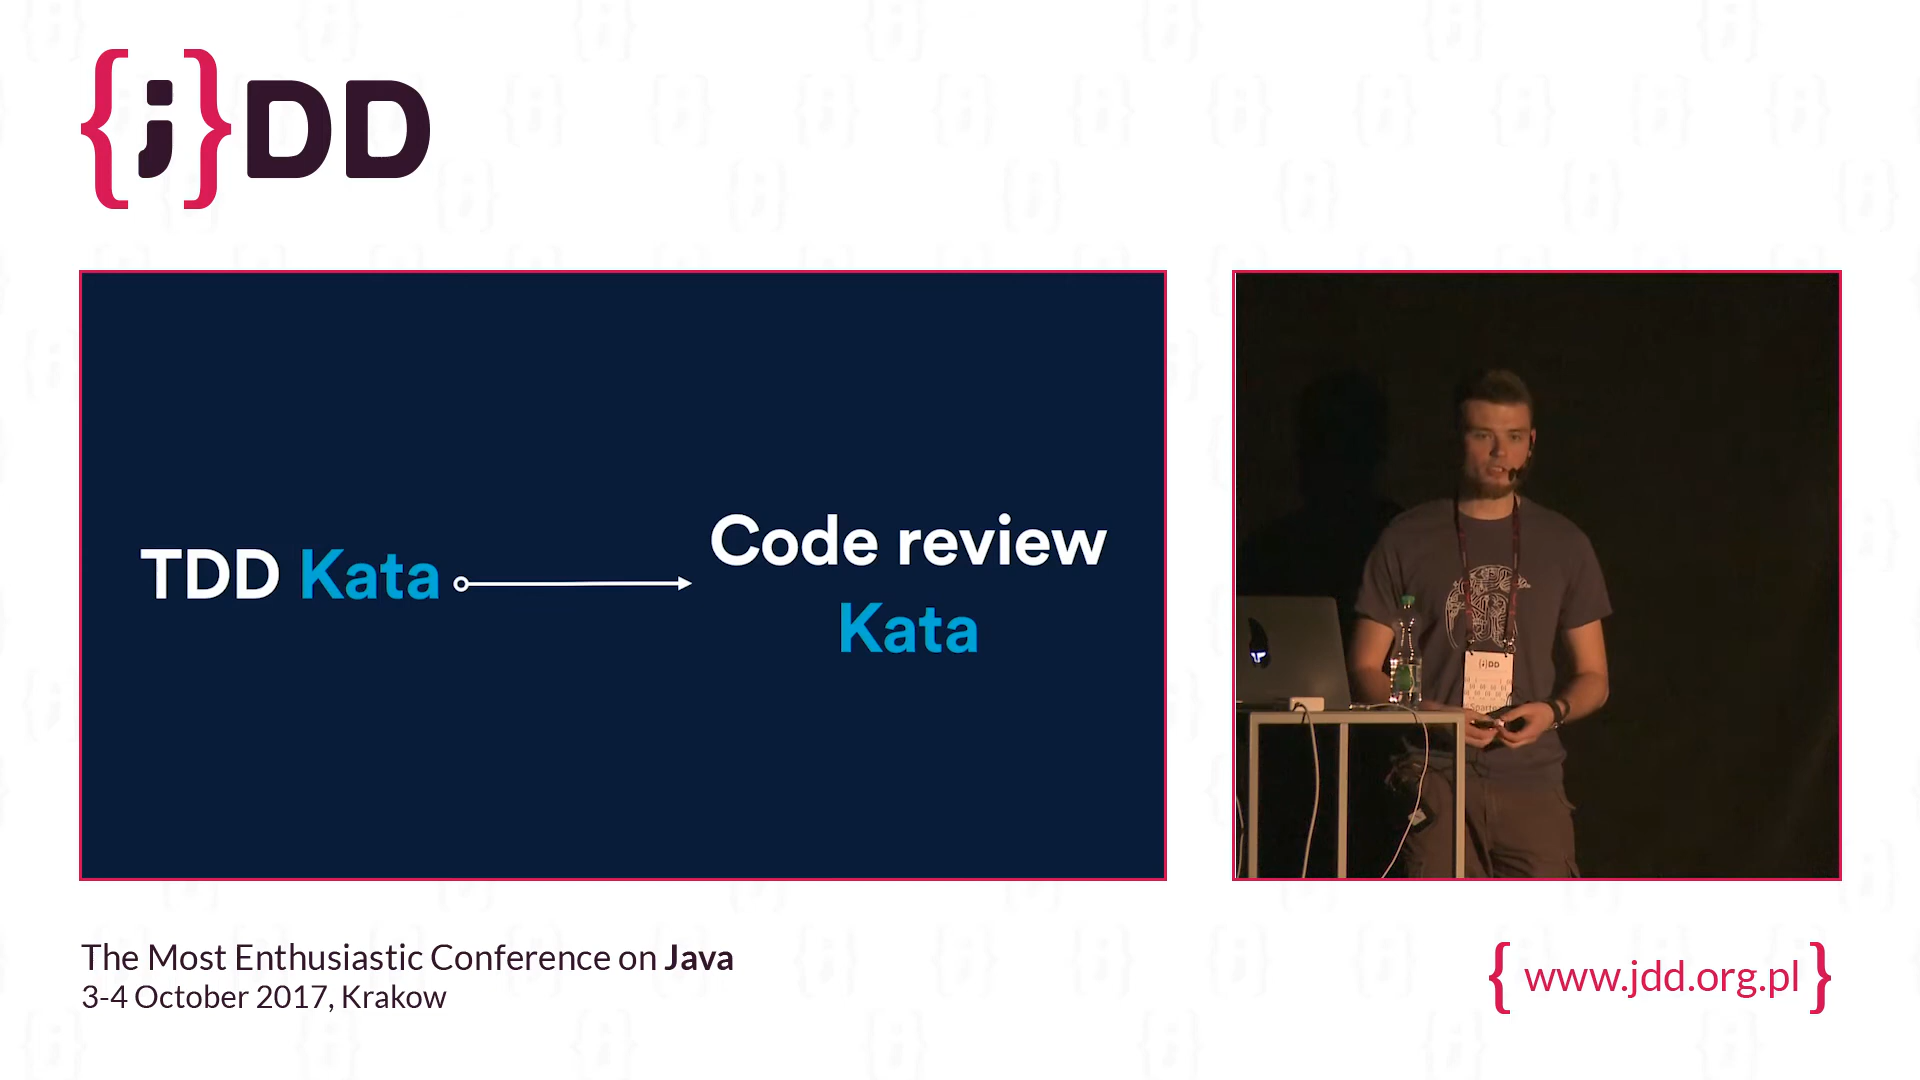 {;}DD
TDD Kata
Code review
Kata
{;}DD
The Most Enthusiastic Conference on Java
3-4 October 2017, Krakow
{ www.jdd.org.pl }